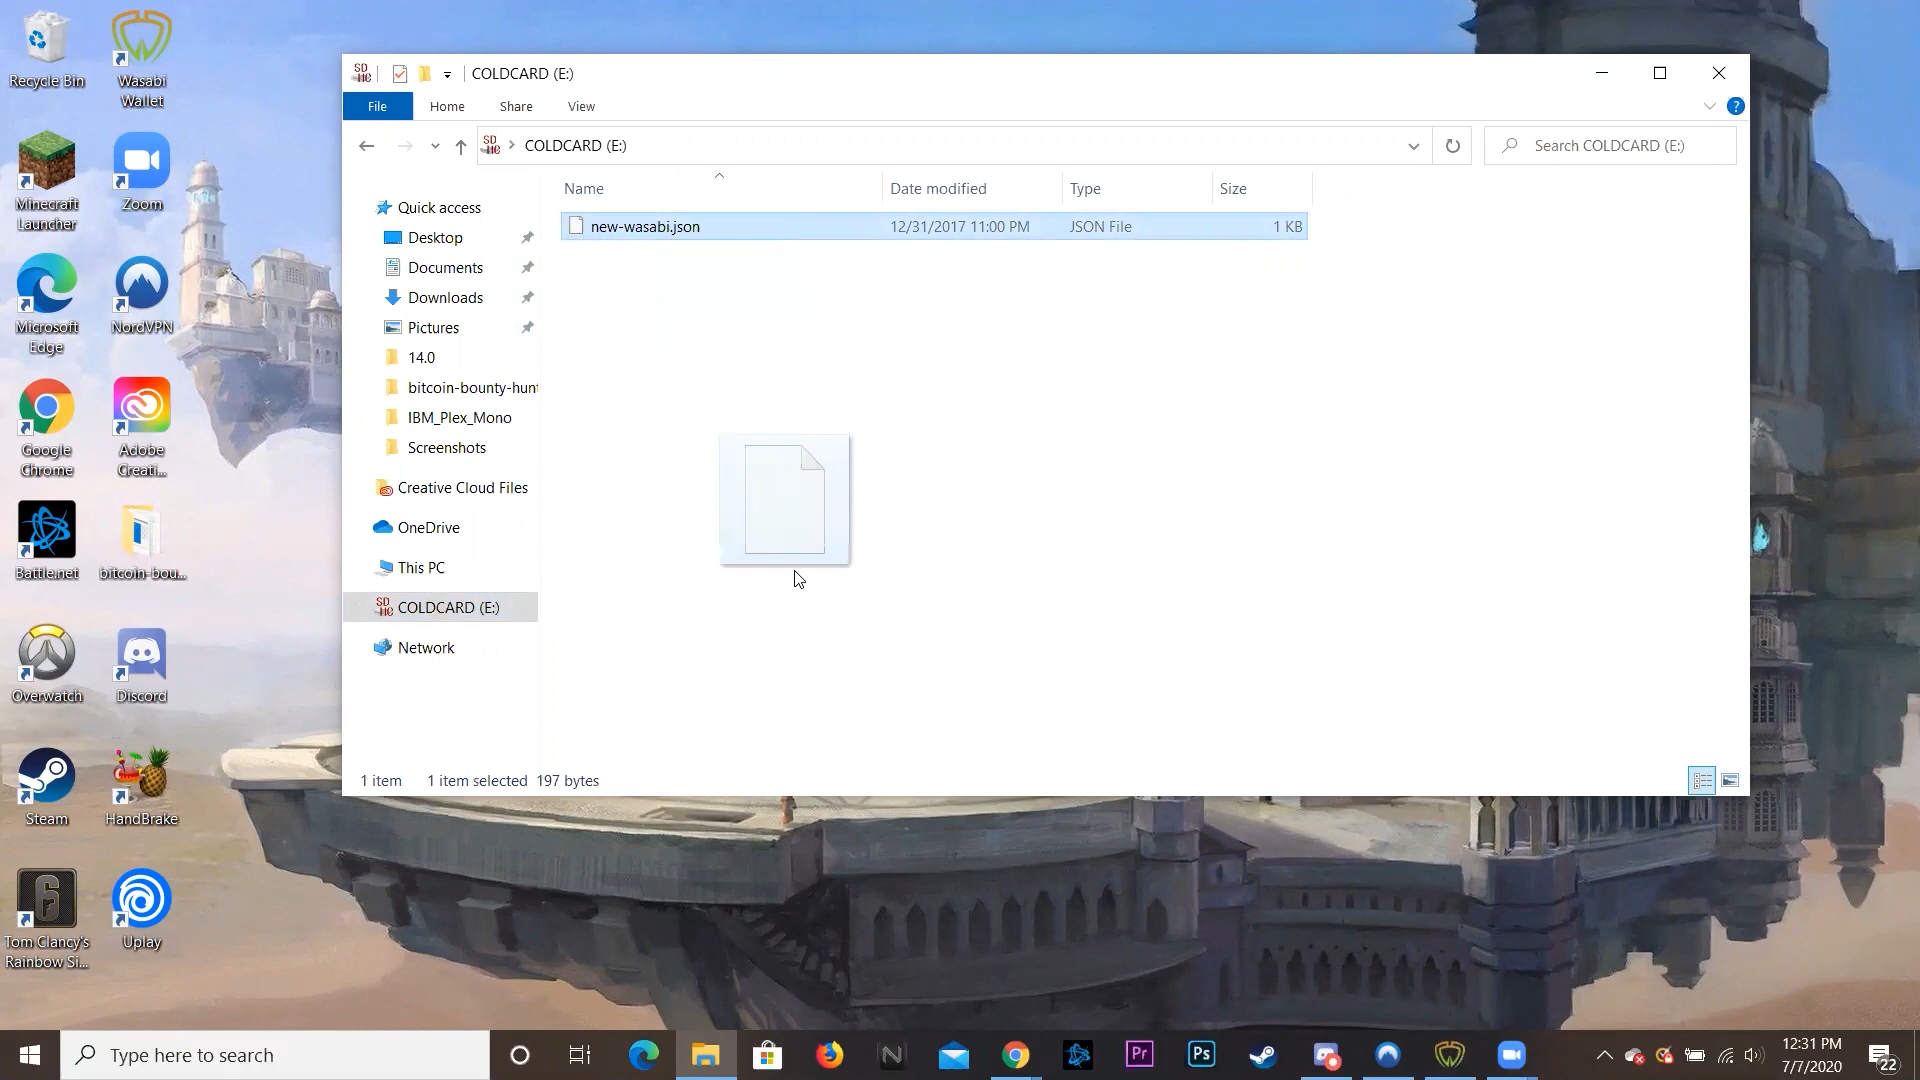 Recycle Bin
Wasabi
Wallet
Minecraft
Launcher
Zoom
Microsoft
Edge
NordVPN
Google
Chrome
Adobe
Creati...
Battle.net
bitcoin-bou...
Overwatch
Discord
Steam
HandBrake
Tom Clancy's
Rainbow Si...
Uplay
COLDCARD (E:)
File Home Share View
COLDCARD (E:)
Search COLDCARD (E:)
Name Date modified Type Size
new-wasabi.json 12/31/2017 11:00 PM JSON File 1 KB
Quick access
Desktop
Documents
Downloads
Pictures
14.0
bitcoin-bounty-hunt
IBM_Plex_Mono
Screenshots
Creative Cloud Files
OneDrive
This PC
COLDCARD (E:)
Network
1 item 1 item selected 197 bytes
Type here to search
12:31 PM
7/7/2020
22